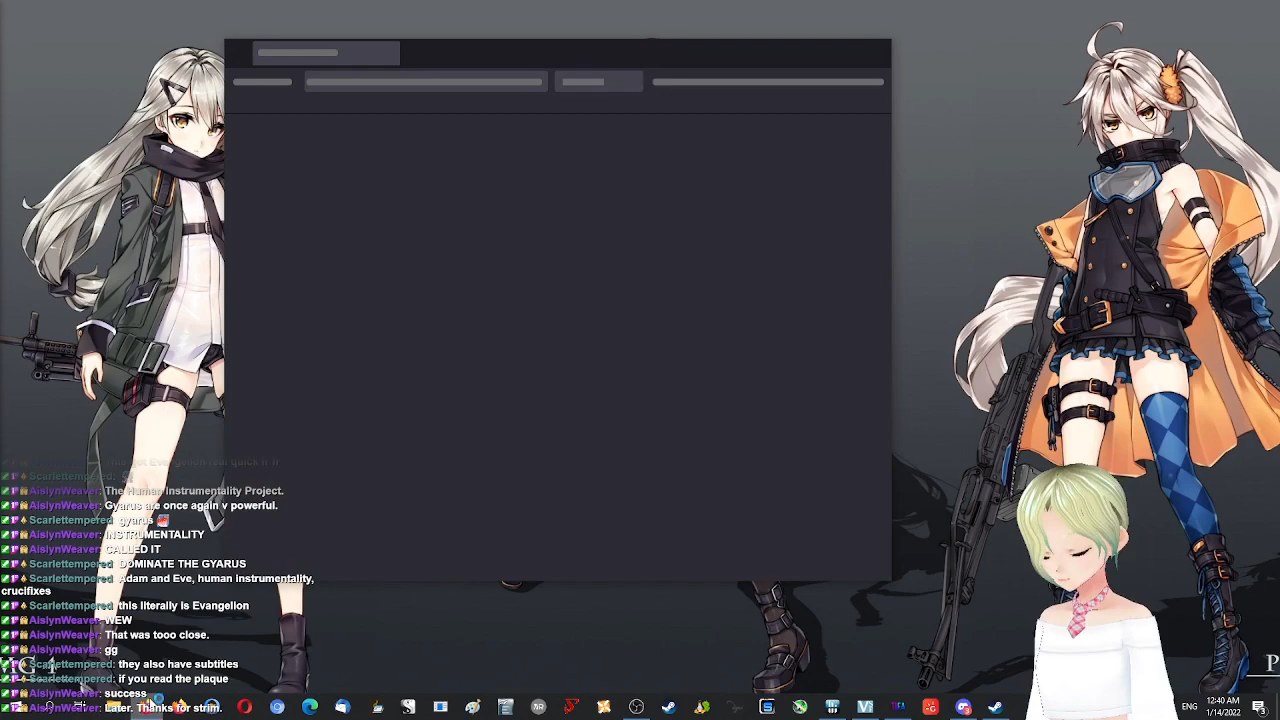 Scarlettempered:
AislynWeaver: The Human Instrumentality Project.
AislynWeaver: Gyarus are once again v powerful.
Scarlettempered: gyarus
AislynWeaver: INSTRUMENTALITY
AislynWeaver: CALLED IT
Scarlettempered: DOMINATE THE GYARUS
Scarlettempered: Adam and Eve, human instrumentality,
crucifixes
Scarlettempered: this literally is Evangelion
AislynWeaver: WEW
AislynWeaver: That was tooo close.
AislynWeaver: gg
Scarlettempered: they also have subtitles
Scarlettempered: if you read the plaque
AislynWeaver: success
AislynWeaver: Later. Thanks for strim.
P
ENG
12:40 AM
1/14/2022